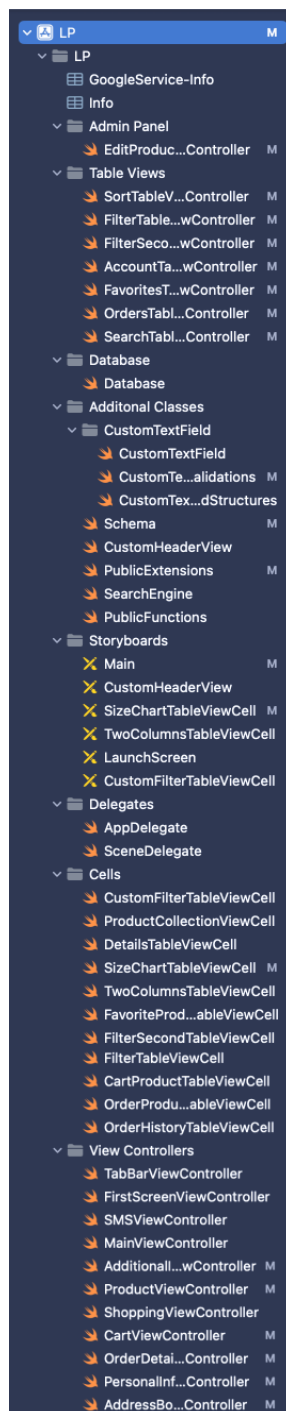 LP M
LP
GoogleService-Info
Info
Admin Panel
EditProduc...Controller M
Table Views
SortTableV...Controller M
FilterTable...wController M
FilterSeco...wController M
AccountTa...wController M
FavoritesT...wController M
OrdersTabl...Controller M
SearchTabl...Controller M
Database
Database
Additonal Classes
CustomTextField
CustomTextField
CustomTe...alidations M
CustomTex...dStructures
Schema M
CustomHeaderView
PublicExtensions M
SearchEngine
PublicFunctions
Storyboards
Main M
CustomHeaderView
SizeChartTableViewCell M
TwoColumnsTableViewCell
LaunchScreen
CustomFilterTableViewCell
Delegates
AppDelegate
SceneDelegate
Cells
CustomFilterTableViewCell
ProductCollectionViewCell
DetailsTableViewCell
SizeChartTableViewCell M
TwoColumnsTableViewCell
FavoriteProd...ableViewCell
FilterSecondTableViewCell
FilterTableViewCell
CartProductTableViewCell
OrderProdu...ableViewCell
OrderHistoryTableViewCell
View Controllers
TabBarViewController
FirstScreenViewController
SMSViewController
MainViewController
AdditionalI...wController M
ProductViewController M
ShoppingViewController
CartViewController M
OrderDetai...Controller M
PersonalInf...Controller M
AddressBo...Controller M